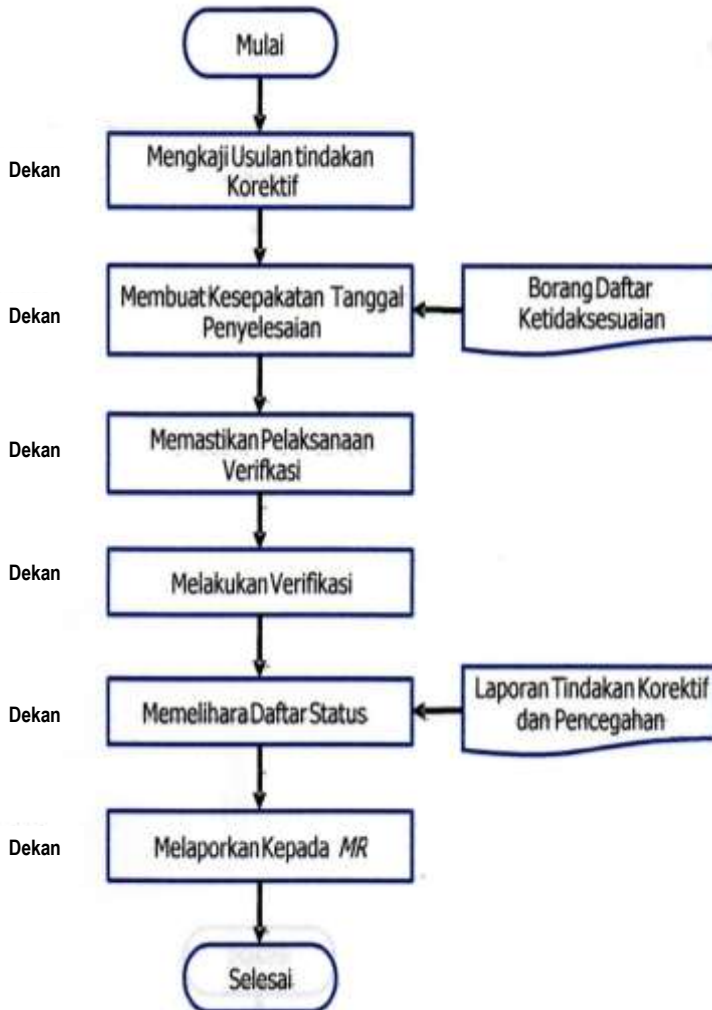 Mulai
Dekan
Mengkaji Usulan tindakan
Korektif
Dekan
Membuat Kesepakatan Tanggal
Penyelesaian
Borang Daftar
Ketidaksesuaian
Dekan
Memastikan Pelaksanaan
Verifkasi
Dekan
Melakukan Verifikasi
Dekan
Memelihara Daftar Status
Laporan Tindakan Korektif
dan Pencegahan
Dekan
Melaporkan Kepada MR
Selesai